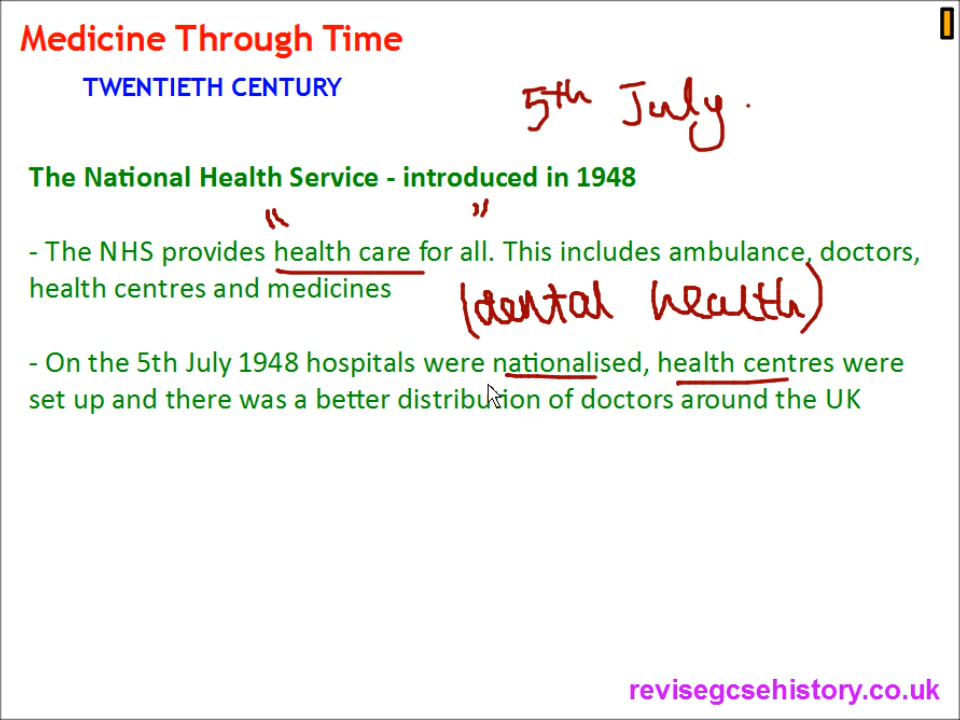 Medicine Through Time
TWENTIETH CENTURY
5th July.
The National Health Service - introduced in 1948
" "
- The NHS provides health care for all. This includes ambulance, doctors,
health centres and medicines
(dental health)
- On the 5th July 1948 hospitals were nationalised, health centres were
set up and there was a better distribution of doctors around the UK
revisegcsehistory.co.uk